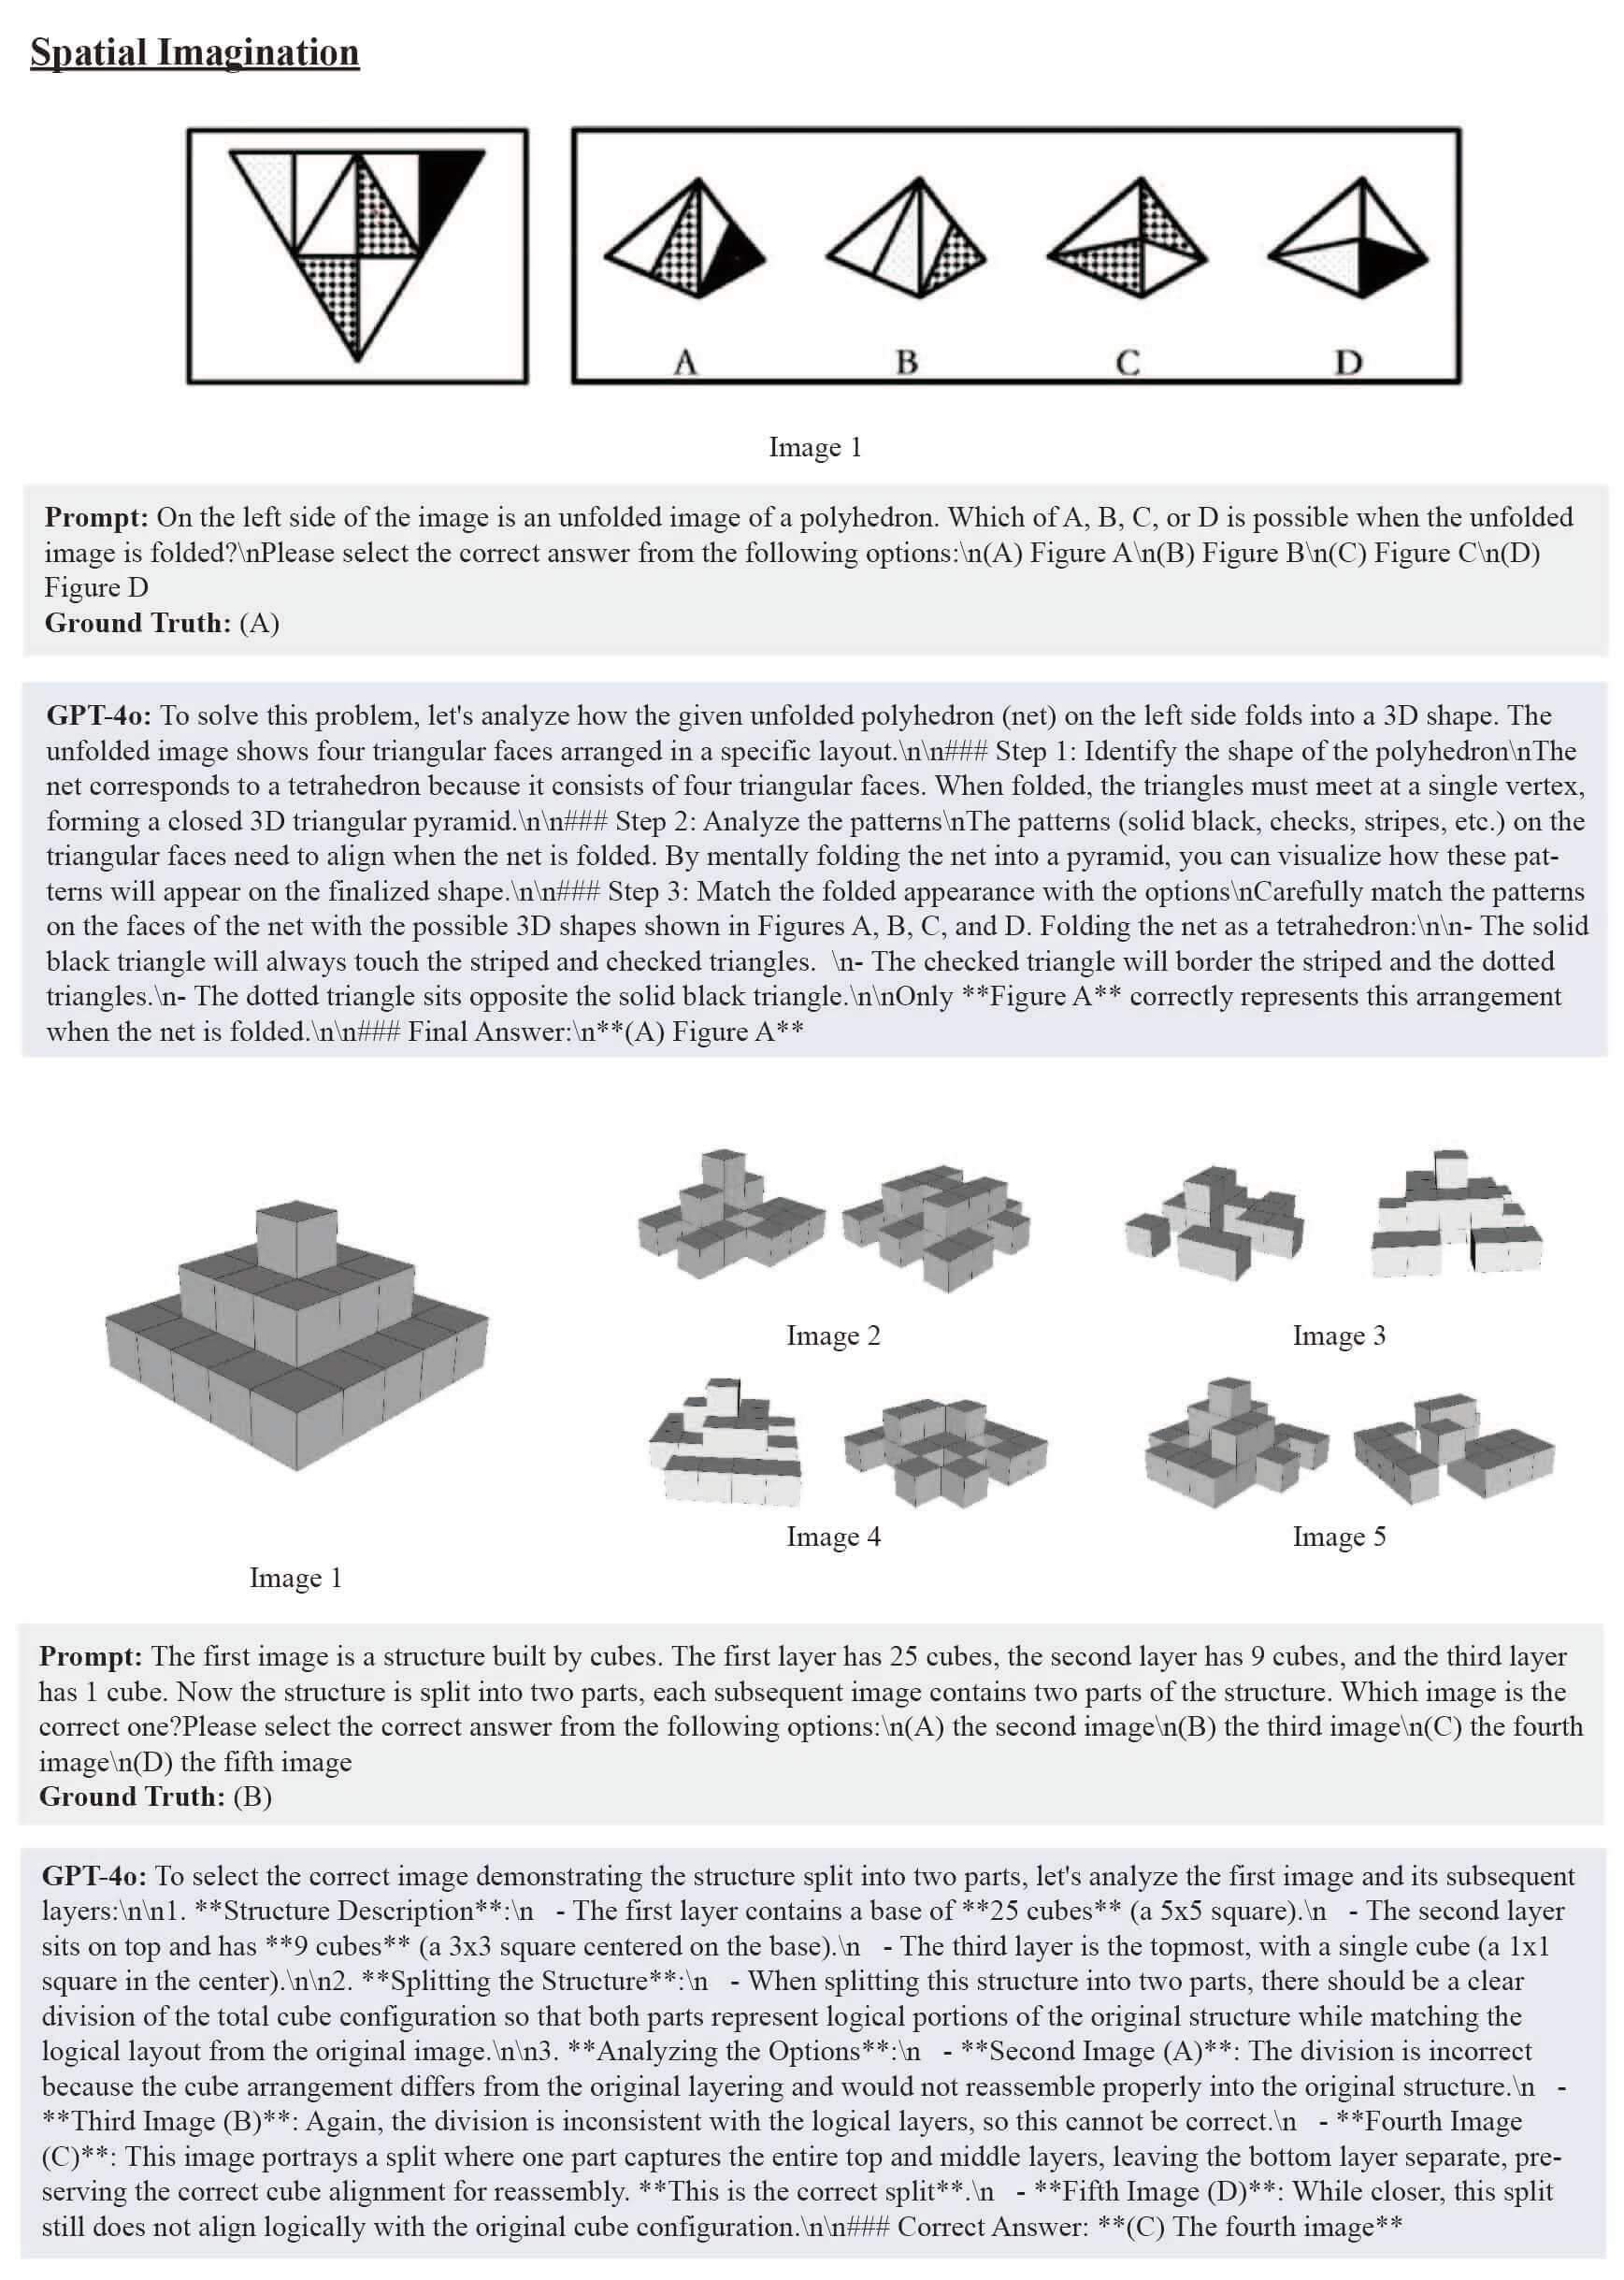 Spatial Imagination
A
B
C
D
Image 1
Prompt: On the left side of the image is an unfolded image of a polyhedron. Which of A, B, C, or D is possible when the unfolded
image is folded?\nPlease select the correct answer from the following options:\n(A) Figure A\n(B) Figure B\n(C) Figure C\n(D)
Figure D
Ground Truth: (A)
GPT-4o: To solve this problem, let's analyze how the given unfolded polyhedron (net) on the left side folds into a 3D shape. The
unfolded image shows four triangular faces arranged in a specific layout.\n\n### Step 1: Identify the shape of the polyhedron\nThe
net corresponds to a tetrahedron because it consists of four triangular faces. When folded, the triangles must meet at a single vertex,
forming a closed 3D triangular pyramid.\n\n### Step 2: Analyze the patterns\nThe patterns (solid black, checks, stripes, etc.) on the
triangular faces need to align when the net is folded. By mentally folding the net into a pyramid, you can visualize how these pat-
terns will appear on the finalized shape.\n\n### Step 3: Match the folded appearance with the options\nCarefully match the patterns
on the faces of the net with the possible 3D shapes shown in Figures A, B, C, and D. Folding the net as a tetrahedron:\n\n- The solid
black triangle will always touch the striped and checked triangles.  \n- The checked triangle will border the striped and the dotted
triangles.\n- The dotted triangle sits opposite the solid black triangle.\n\nOnly **Figure A** correctly represents this arrangement
when the net is folded.\n\n### Final Answer:\n**(A) Figure A**
Image 1
Image 2
Image 3
Image 4
Image 5
Prompt: The first image is a structure built by cubes. The first layer has 25 cubes, the second layer has 9 cubes, and the third layer
has 1 cube. Now the structure is split into two parts, each subsequent image contains two parts of the structure. Which image is the
correct one?Please select the correct answer from the following options:\n(A) the second image\n(B) the third image\n(C) the fourth
image\n(D) the fifth image
Ground Truth: (B)
GPT-4o: To select the correct image demonstrating the structure split into two parts, let's analyze the first image and its subsequent
layers:\n\n1. **Structure Description**:\n   - The first layer contains a base of **25 cubes** (a 5x5 square).\n   - The second layer
sits on top and has **9 cubes** (a 3x3 square centered on the base).\n   - The third layer is the topmost, with a single cube (a 1x1
square in the center).\n\n2. **Splitting the Structure**:\n   - When splitting this structure into two parts, there should be a clear
division of the total cube configuration so that both parts represent logical portions of the original structure while matching the
logical layout from the original image.\n\n3. **Analyzing the Options**:\n   - **Second Image (A)**: The division is incorrect
because the cube arrangement differs from the original layering and would not reassemble properly into the original structure.\n   -
**Third Image (B)**: Again, the division is inconsistent with the logical layers, so this cannot be correct.\n   - **Fourth Image
(C)**: This image portrays a split where one part captures the entire top and middle layers, leaving the bottom layer separate, pre-
serving the correct cube alignment for reassembly. **This is the correct split**.\n   - **Fifth Image (D)**: While closer, this split
still does not align logically with the original cube configuration.\n\n### Correct Answer: **(C) The fourth image**